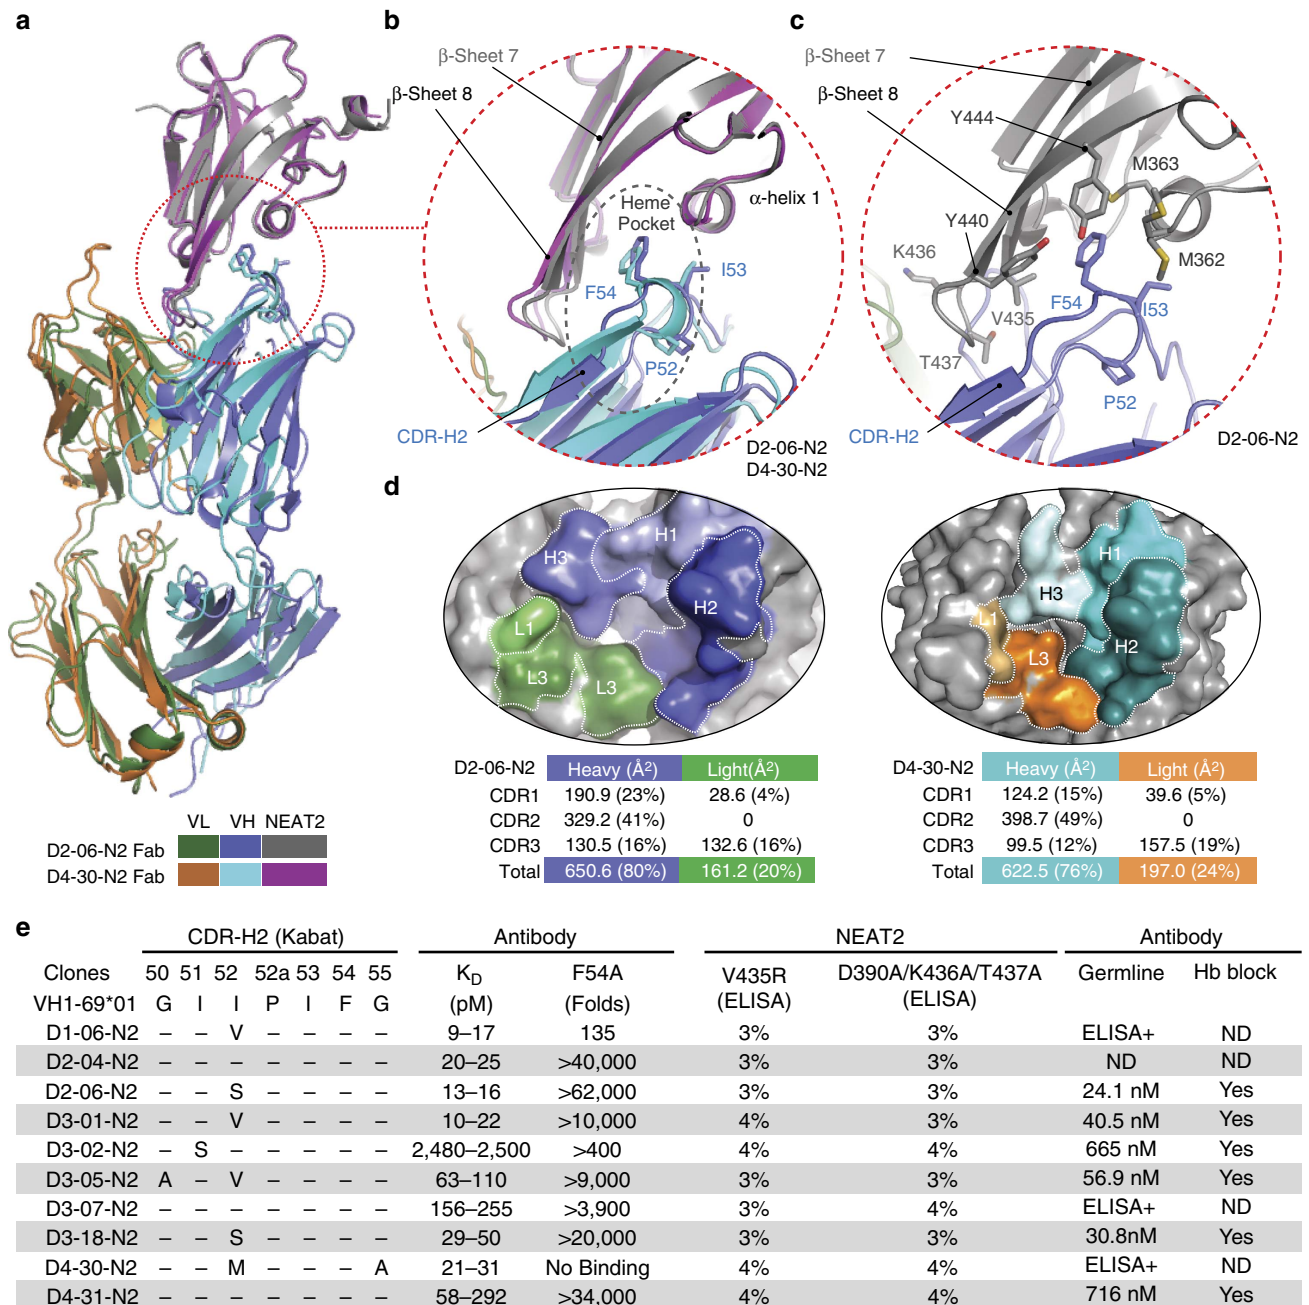 a
b
c
β-Sheet 7
β-Sheet 8
Heme
Pocket
α-helix 1
I53
F54
P52
CDR-H2
D2-06-N2
D4-30-N2
β-Sheet 7
β-Sheet 8
Y444
M363
Y440
K436
M362
F54
I53
V435
T437
P52
CDR-H2
D2-06-N2
VL VH NEAT2
D2-06-N2 Fab
D4-30-N2 Fab
d
H1
H3
H2
L1
L3
L3
H1
H3
L1
L3
H2
D2-06-N2 Heavy (Å²) Light(Å²)
CDR1 190.9 (23%) 28.6 (4%)
CDR2 329.2 (41%) 0
CDR3 130.5 (16%) 132.6 (16%)
Total 650.6 (80%) 161.2 (20%)
D4-30-N2 Heavy (Å²) Light (Å²)
CDR1 124.2 (15%) 39.6 (5%)
CDR2 398.7 (49%) 0
CDR3 99.5 (12%) 157.5 (19%)
Total 622.5 (76%) 197.0 (24%)
e
CDR-H2 (Kabat) Antibody NEAT2 Antibody
Clones 50 51 52 52a 53 54 55 K_D F54A V435R D390A/K436A/T437A Germline Hb block
VH1-69*01 G I I P I F G (pM) (Folds) (ELISA) (ELISA)
D1-06-N2 – – V – – – – 9–17 135 3% 3% ELISA+ ND
D2-04-N2 – – – – – – – 20–25 >40,000 3% 3% ND ND
D2-06-N2 – – S – – – – 13–16 >62,000 3% 3% 24.1 nM Yes
D3-01-N2 – – V – – – – 10–22 >10,000 4% 3% 40.5 nM Yes
D3-02-N2 – S – – – – – 2,480–2,500 >400 4% 4% 665 nM Yes
D3-05-N2 A – V – – – – 63–110 >9,000 3% 3% 56.9 nM Yes
D3-07-N2 – – – – – – – 156–255 >3,900 3% 4% ELISA+ ND
D3-18-N2 – – S – – – – 29–50 >20,000 3% 3% 30.8nM Yes
D4-30-N2 – – M – – – A 21–31 No Binding 4% 4% ELISA+ ND
D4-31-N2 – – – – – – – 58–292 >34,000 4% 4% 716 nM Yes